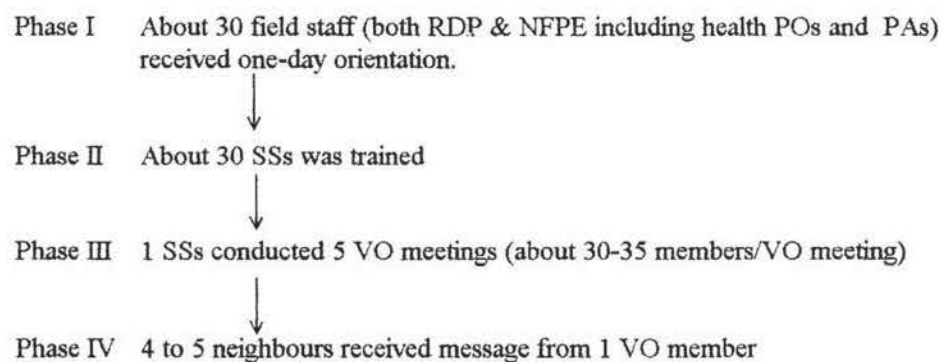 Phase I About 30 field staff (both RDP & NFPE including health POs and PAs)
received one-day orientation.
Phase II About 30 SSs was trained
Phase III 1 SSs conducted 5 VO meetings (about 30-35 members/VO meeting)
Phase IV 4 to 5 neighbours received message from 1 VO member